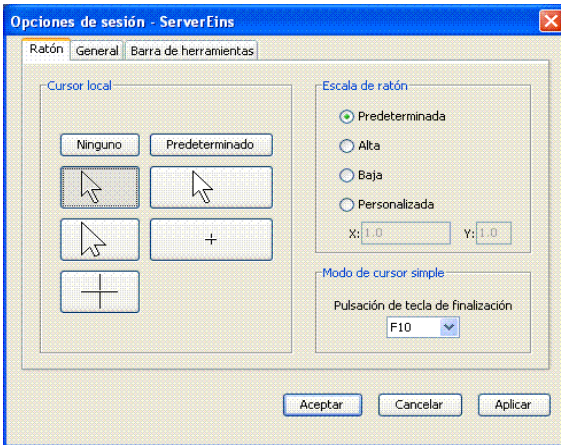 Opciones de sesión - ServerEins
Ratón General Barra de herramientas
Cursor local
Ninguno Predeterminado
Escala de ratón
Predeterminada
Alta
Baja
Personalizada
X: 1.0 Y: 1.0
Modo de cursor simple
Pulsación de tecla de finalización
F10
Aceptar Cancelar Aplicar